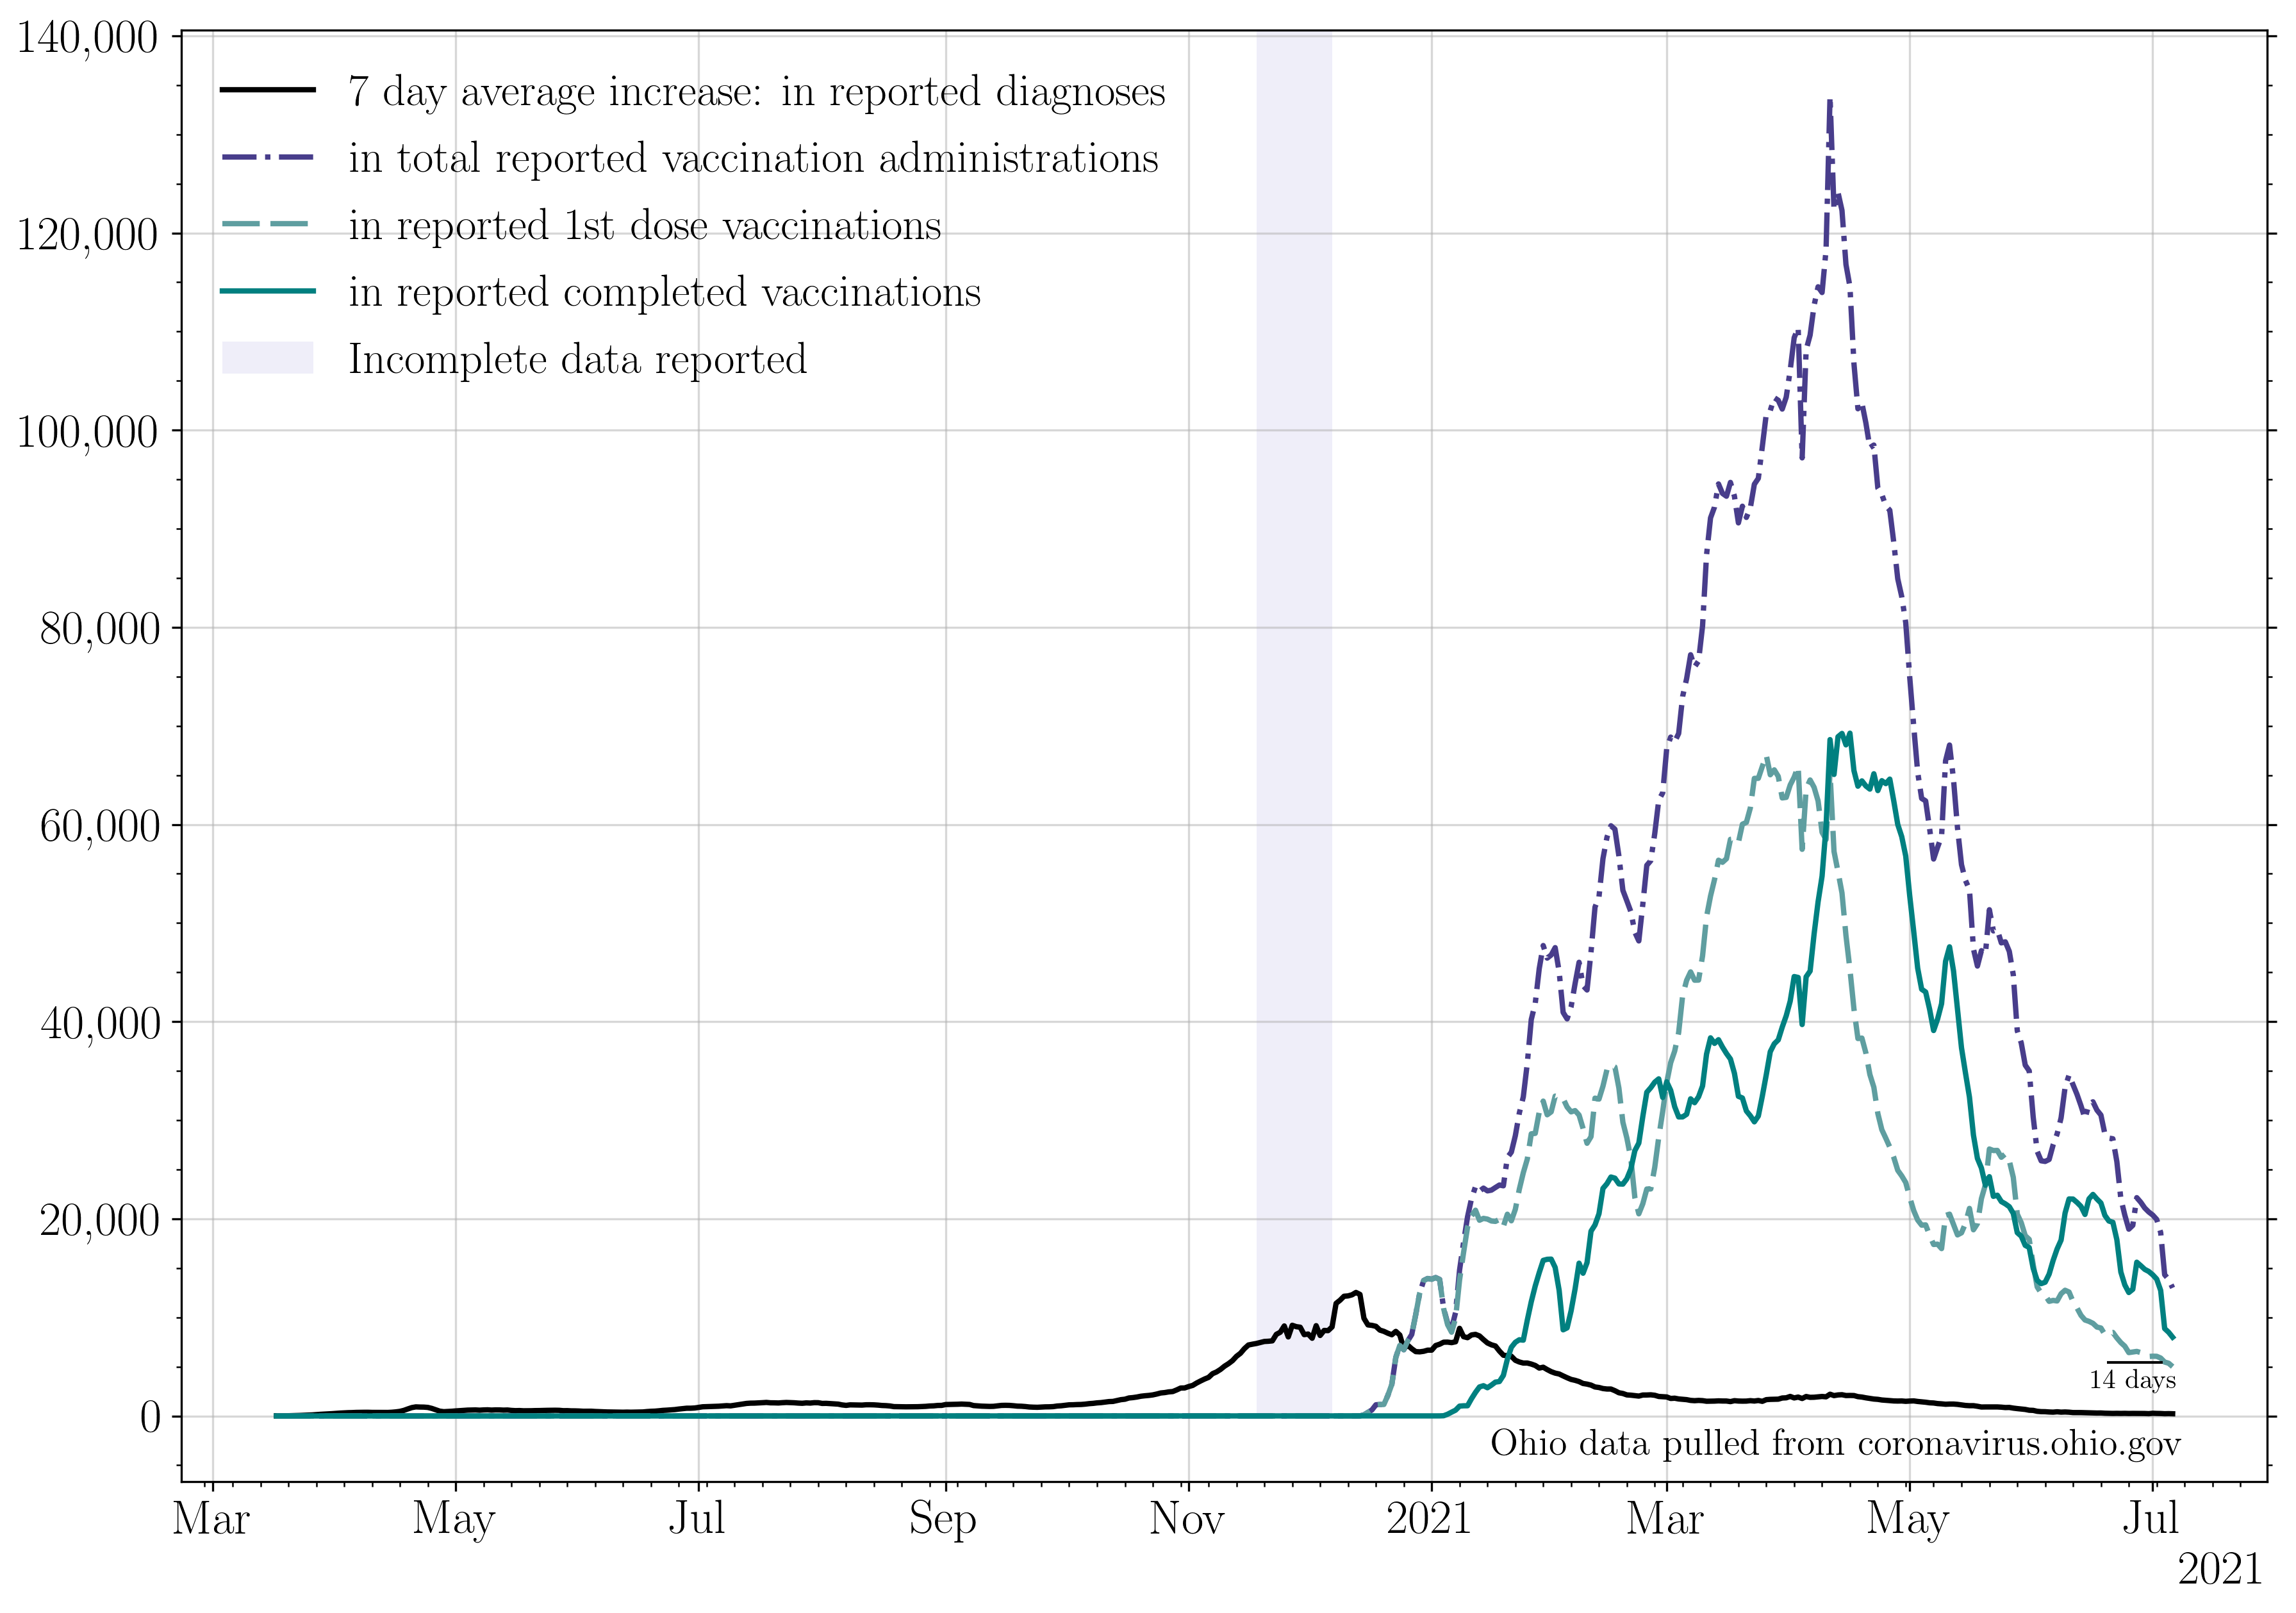 140,000
120,000
100,000
80,000
60,000
40,000
20,000
0
7 day average increase: in reported diagnoses
in total reported vaccination administrations
in reported 1st dose vaccinations
in reported completed vaccinations
Incomplete data reported
14 days
Ohio data pulled from coronavirus.ohio.gov
Mar May Jul Sep Nov 2021 Mar May Jul
2021